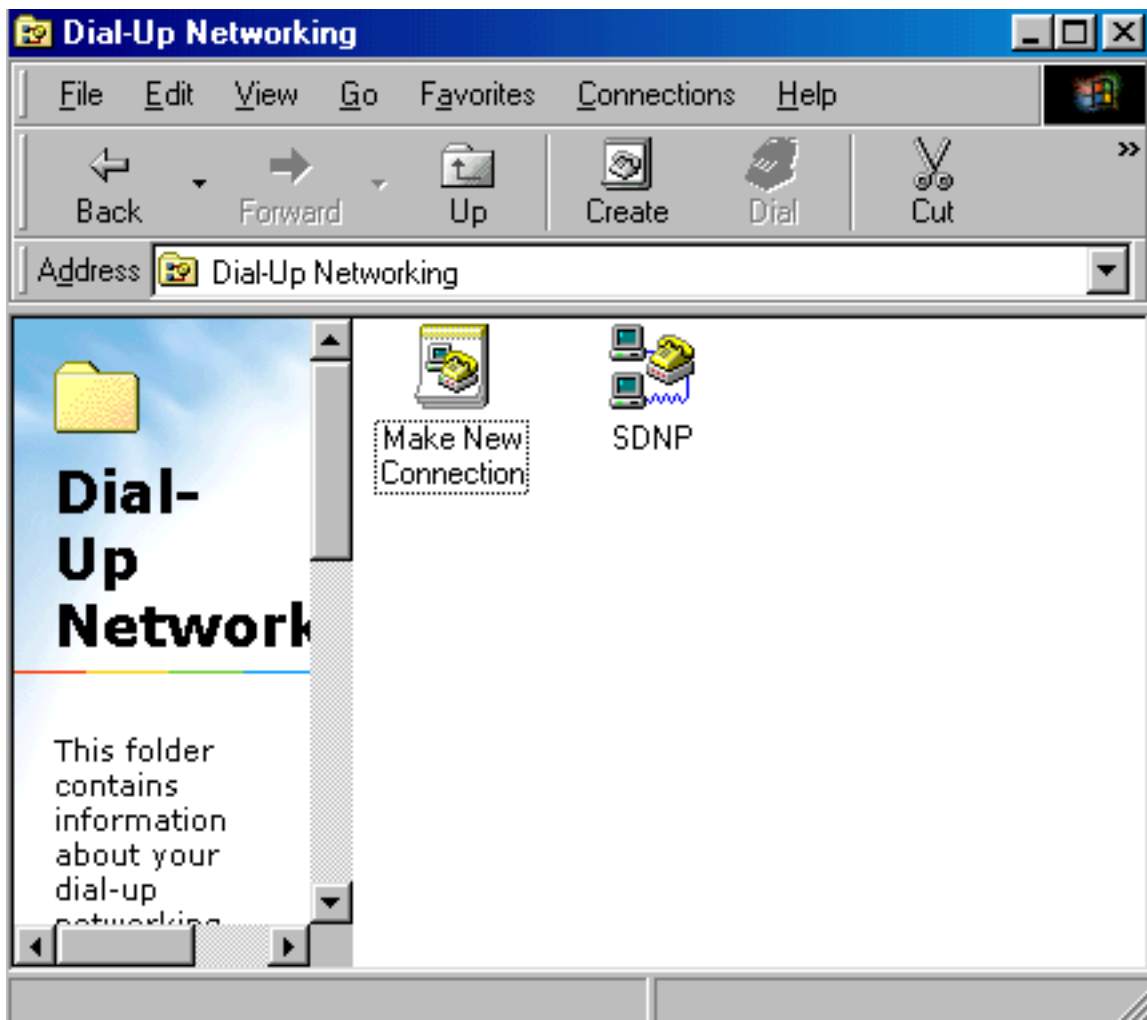 Dial-Up Networking
File Edit View Go Favorites Connections Help
Back Forward Up Create Dial Cut »
Address Dial-Up Networking
Make New
Connection
SDNP
Dial-
Up
Network
This folder
contains
information
about your
dial-up
networking